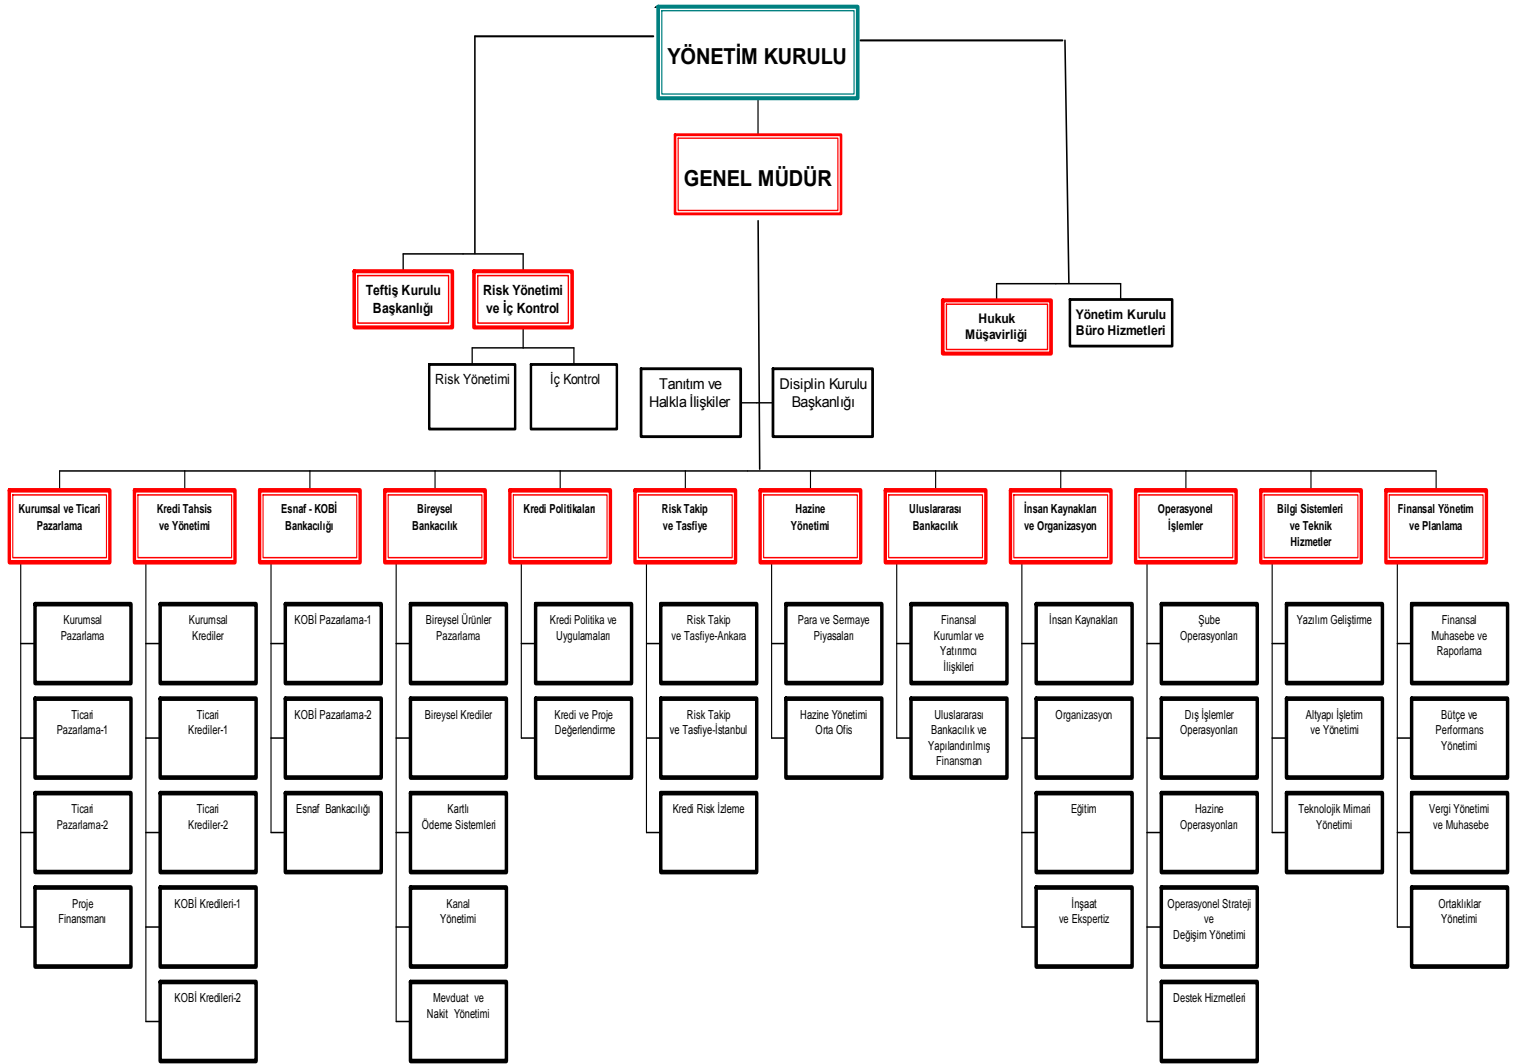 YÖNETİM KURULU
GENEL MÜDÜR
Teftiş Kurulu
Başkanlığı
Risk Yönetimi
ve İç Kontrol
Hukuk
Müşavirliği
Yönetim Kurulu
Büro Hizmetleri
Risk Yönetimi
İç Kontrol
Tanıtım ve
Halkla İlişkiler
Disiplin Kurulu
Başkanlığı
Kurumsal ve Ticari
Pazarlama
Kredi Tahsis
ve Yönetimi
Esnaf - KOBİ
Bankacılığı
Bireysel
Bankacılık
Kredi Politikaları
Risk Takip
ve Tasfiye
Hazine
Yönetimi
Uluslararası
Bankacılık
İnsan Kaynakları
ve Organizasyon
Operasyonel
İşlemler
Bilgi Sistemleri
ve Teknik
Hizmetler
Finansal Yönetim
ve Planlama
Kurumsal
Pazarlama
Kurumsal
Krediler
KOBİ Pazarlama-1
Bireysel Ürünler
Pazarlama
Kredi Politika ve
Uygulamaları
Risk Takip
ve Tasfiye-Ankara
Para ve Sermaye
Piyasaları
Finansal
Kurumlar ve
Yatırımcı
İlişkileri
İnsan Kaynakları
Şube
Operasyonları
Yazılım Geliştirme
Finansal
Muhasebe ve
Raporlama
Ticari
Pazarlama-1
Ticari
Krediler-1
KOBİ Pazarlama-2
Bireysel Krediler
Kredi ve Proje
Değerlendirme
Risk Takip
ve Tasfiye-İstanbul
Hazine Yönetimi
Orta Ofis
Uluslararası
Bankacılık ve
Yapılandırılmış
Finansman
Organizasyon
Dış İşlemler
Operasyonları
Altyapı İşletim
ve Yönetimi
Bütçe ve
Performans
Yönetimi
Ticari
Pazarlama-2
Ticari
Krediler-2
Esnaf Bankacılığı
Kartlı
Ödeme Sistemleri
Kredi Risk İzleme
Eğitim
Hazine
Operasyonları
Teknolojik Mimari
Yönetimi
Vergi Yönetimi
ve Muhasebe
Proje
Finansmanı
KOBİ Kredileri-1
Kanal
Yönetimi
İnşaat
ve Ekspertiz
Operasyonel Strateji
ve
Değişim Yönetimi
Ortaklıklar
Yönetimi
KOBİ Kredileri-2
Mevduat ve
Nakit Yönetimi
Destek Hizmetleri